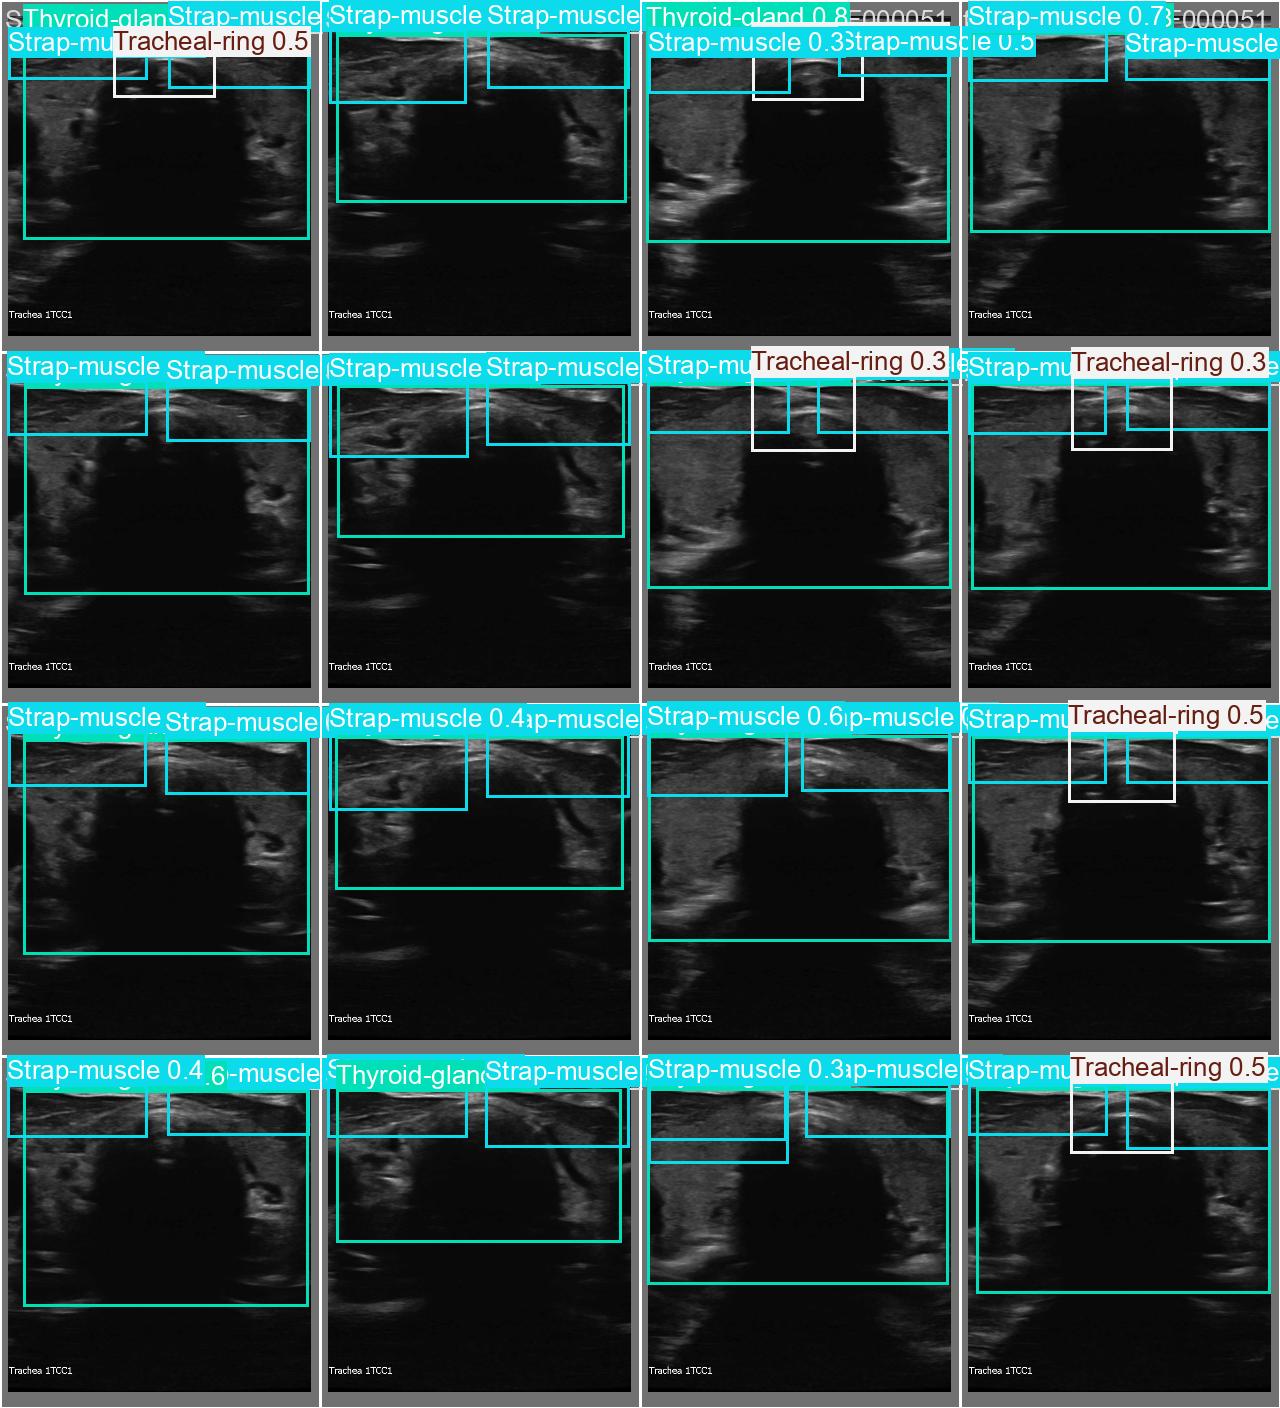 Thyroid-glan
Strap-muscle
Strap-mu
Tracheal-ring 0.5
Trachea 1TCC1
Strap-muscle
Strap-muscle
Trachea 1TCC1
Thyroid-gland 0.8
E000051
Strap-muscle 0.3
Strap-muscle 0.5
Trachea 1TCC1
Strap-muscle 0.7
E000051
Strap-muscle
Trachea 1TCC1
Strap-muscle
Strap-muscle
Trachea 1TCC1
Strap-muscle
Strap-muscle
Trachea 1TCC1
Strap-mu
Tracheal-ring 0.3
Trachea 1TCC1
Strap-mu
Tracheal-ring 0.3
Trachea 1TCC1
Strap-muscle
Strap-muscle
Trachea 1TCC1
Strap-muscle 0.4
ap-muscle
Trachea 1TCC1
Strap-muscle 0.6
ap-muscle
Trachea 1TCC1
Strap-mu
Tracheal-ring 0.5
Trachea 1TCC1
Strap-muscle 0.4
.6
-muscle
Trachea 1TCC1
Thyroid-glan
Strap-muscle
Trachea 1TCC1
Strap-muscle 0.3
ap-muscle
Trachea 1TCC1
Strap-mu
Tracheal-ring 0.5
Trachea 1TCC1